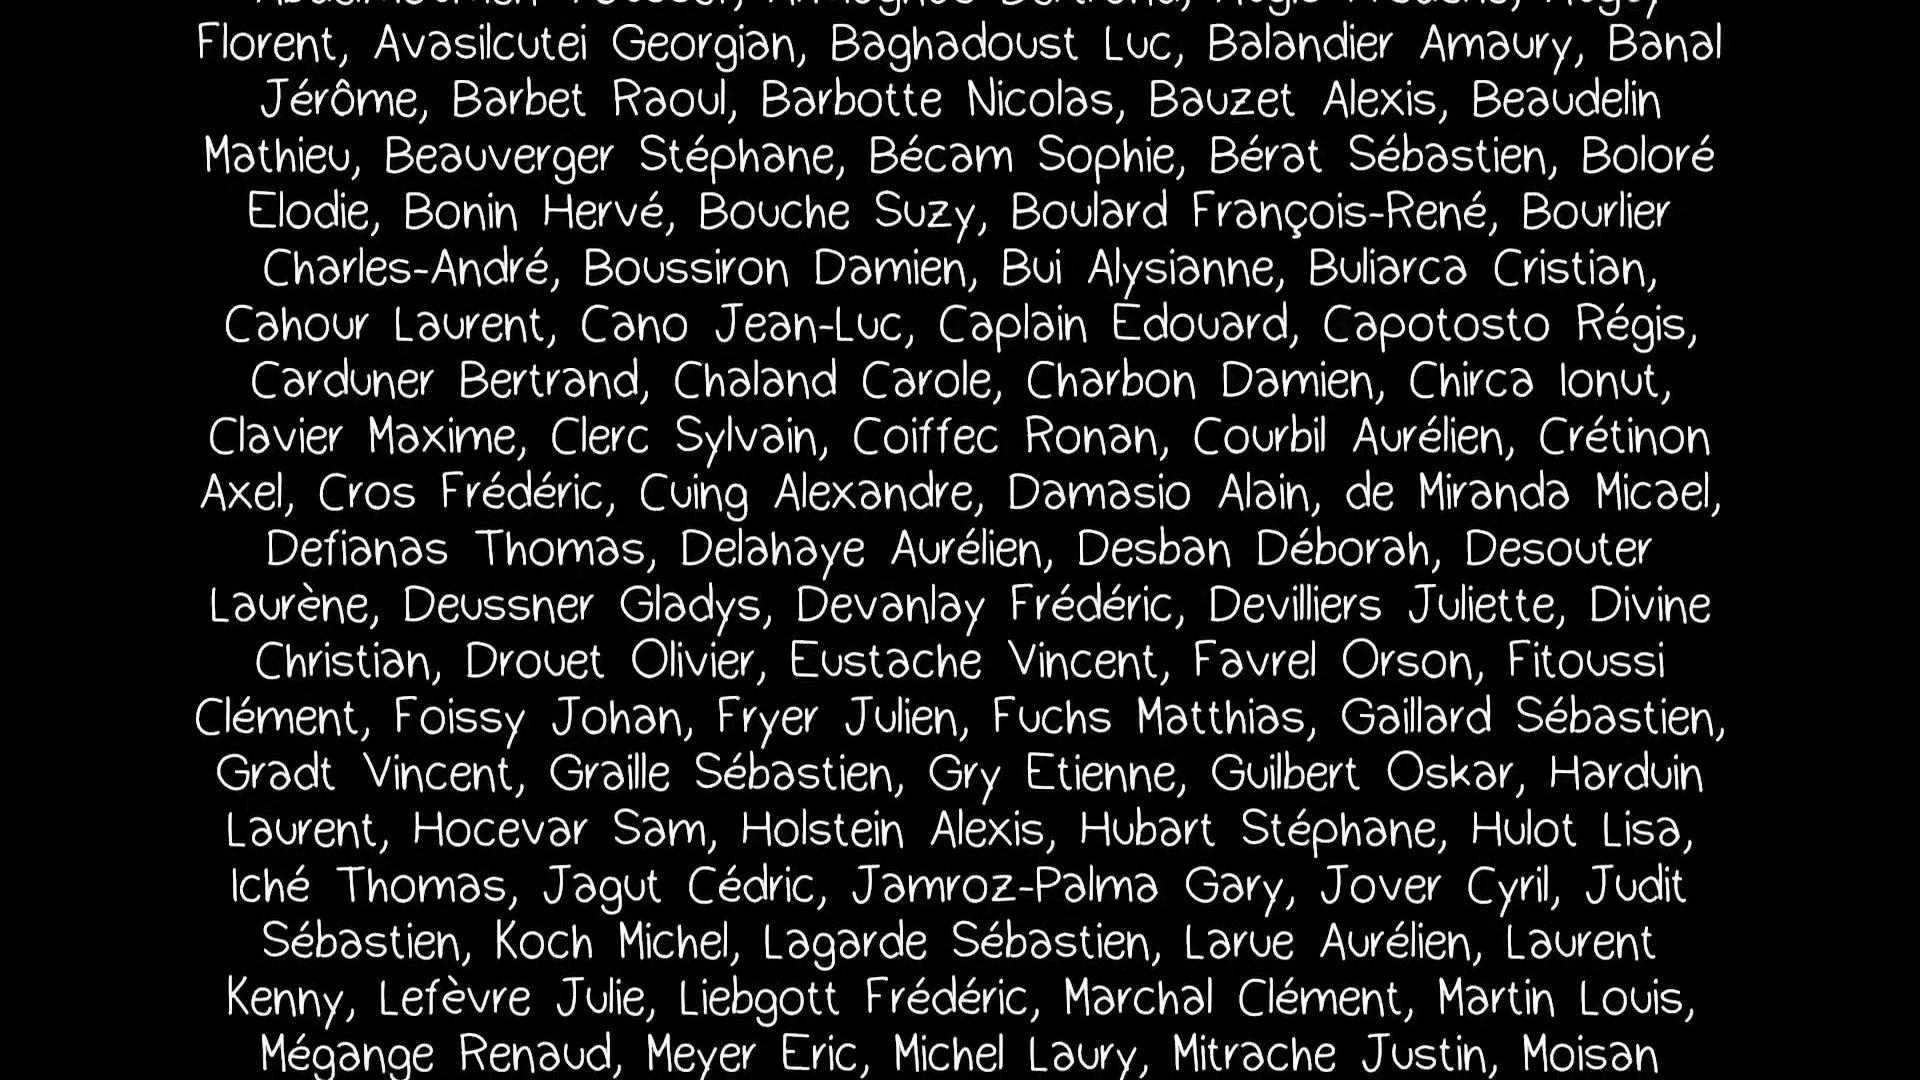 Florent, Avasilcutei Georgian, Baghadoust Luc, Balandier Amaury, Banal
Jérôme, Barbet Raoul, Barbotte Nicolas, Bauzet Alexis, Beaudelin
Mathieu, Beauverger Stéphane, Bécam Sophie, Bérat Sébastien, Boloré
Elodie, Bonin Hervé, Bouche Suzy, Boulard François-René, Bourlier
Charles-André, Boussiron Damien, Bui Alysianne, Buliarca Cristian,
Cahour Laurent, Cano Jean-Luc, Caplain Édouard, Capotosto Régis,
Carduner Bertrand, Chaland Carole, Charbon Damien, Chirca Ionut,
Clavier Maxime, Clerc Sylvain, Coiffec Ronan, Courbil Aurélien, Crétinon
Axel, Cros Frédéric, Cuing Alexandre, Damasio Alain, de Miranda Micael,
Defianas Thomas, Delahaye Aurélien, Desban Déborah, Desouter
Laurène, Deussner Gladys, Devanlay Frédéric, Devilliers Juliette, Divine
Christian, Drouet Olivier, Eustache Vincent, Favrel Orson, Fitoussi
Clément, Foissy Johan, Fryer Julien, Fuchs Matthias, Gaillard Sébastien,
Gradt Vincent, Graille Sébastien, Gry Etienne, Guilbert Oskar, Harduin
Laurent, Hocevar Sam, Holstein Alexis, Hubart Stéphane, Hulot Lisa,
Iché Thomas, Jagut Cédric, Jamroz-Palma Gary, Jover Cyril, Judit
Sébastien, Koch Michel, Lagarde Sébastien, Larue Aurélien, Laurent
Kenny, Lefèvre Julie, Liebgott Frédéric, Marchal Clément, Martin Louis,
Mégange Renaud, Meyer Eric, Michel Laury, Mitrache Justin, Moisan